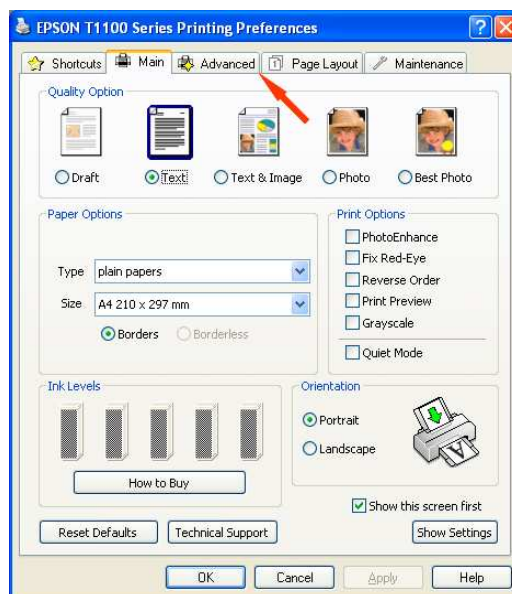 EPSON T1100 Series Printing Preferences
Shortcuts Main Advanced 1 Page Layout Maintenance
Quality Option
Draft Text Text & Image Photo Best Photo
Paper Options
Type plain papers
Size A4 210 x 297 mm
Borders Borderless
Print Options
PhotoEnhance
Fix Red-Eye
Reverse Order
Print Preview
Grayscale
Quiet Mode
Ink Levels
How to Buy
Orientation
Portrait
Landscape
A
Show this screen first
Reset Defaults Technical Support Show Settings
OK Cancel Apply Help